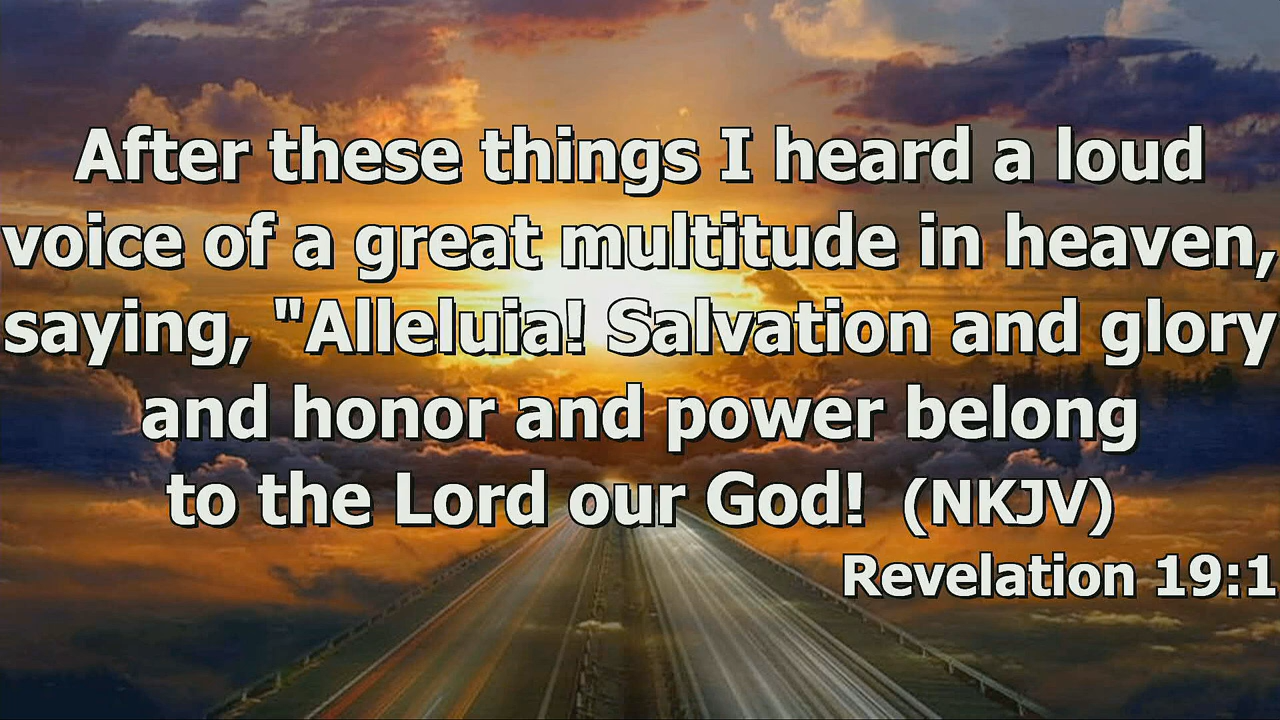 After these things I heard a loud
voice of a great multitude in heaven,
saying, "Alleluia! Salvation and glory
and honor and power belong
to the Lord our God! (NKJV)
Revelation 19:1